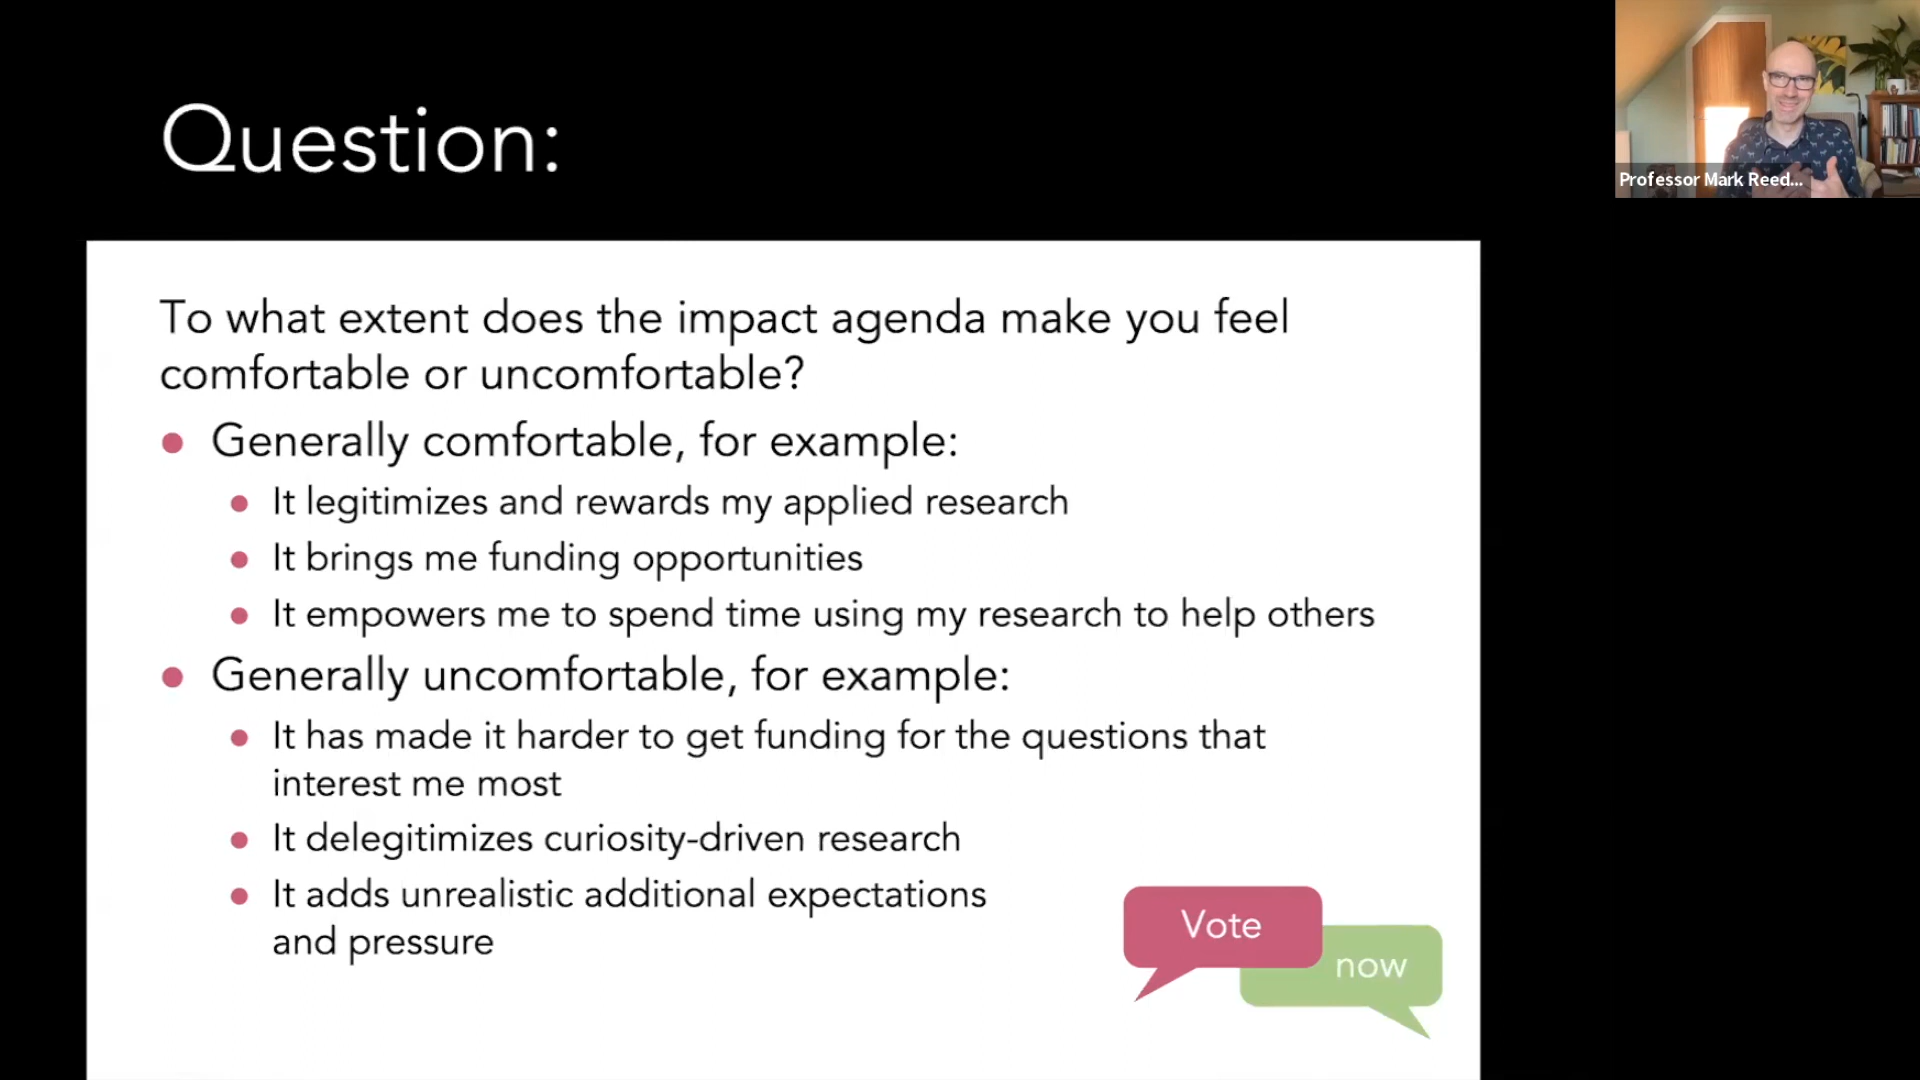 Question:
Professor Mark Reed...
To what extent does the impact agenda make you feel
comfortable or uncomfortable?
Generally comfortable, for example:
It legitimizes and rewards my applied research
It brings me funding opportunities
It empowers me to spend time using my research to help others
Generally uncomfortable, for example:
It has made it harder to get funding for the questions that
interest me most
It delegitimizes curiosity-driven research
It adds unrealistic additional expectations
and pressure
Vote
now